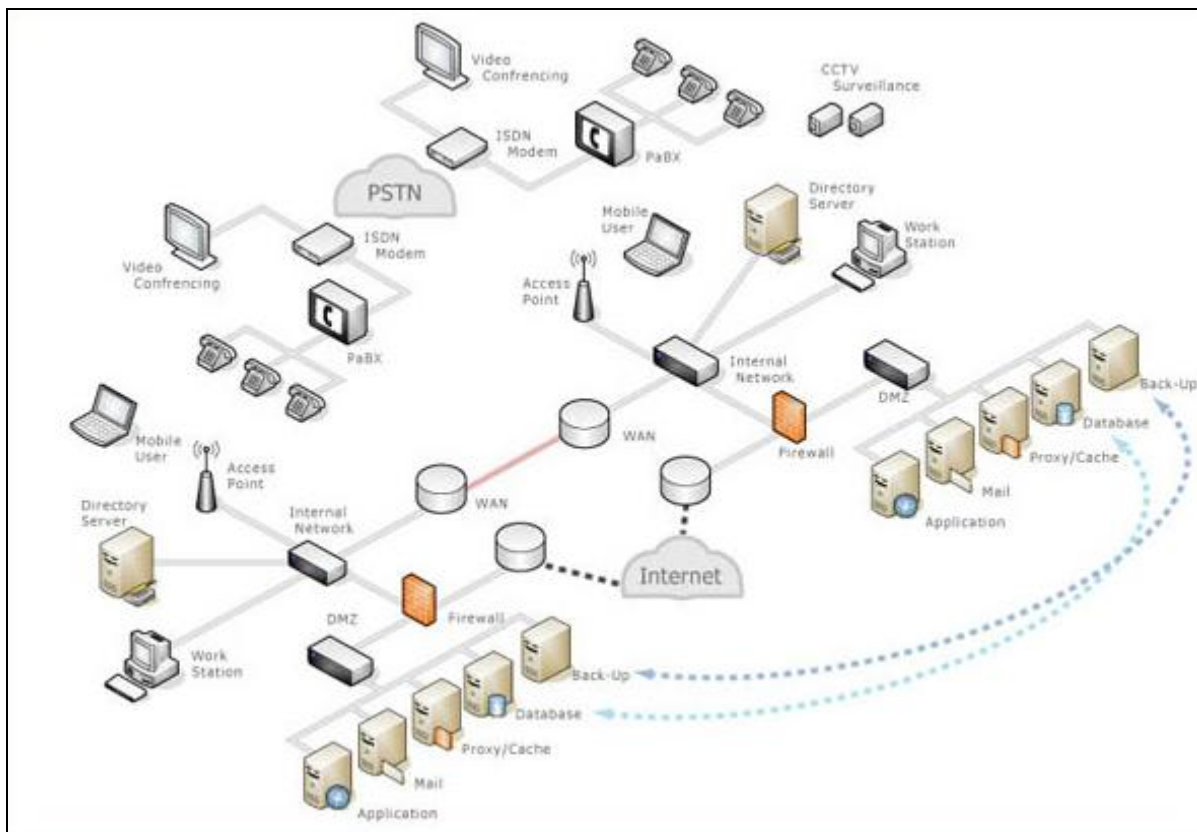 Video
Confrencing
CCTV
Surveillance
ISDN
Modem
PaBX
PSTN
Directory
Server
Mobile
User
Work
Station
ISDN
Modem
Video
Confrencing
Access
Point
PaBX
Internal
Network
DMZ
Back-Up
Database
WAN
Firewall
Proxy/Cache
Mobile
User
Access
Point
Mail
WAN
Directory
Server
Internal
Network
Application
Internet
DMZ
Firewall
Work
Station
Back-Up
Database
Proxy/Cache
Mail
Application